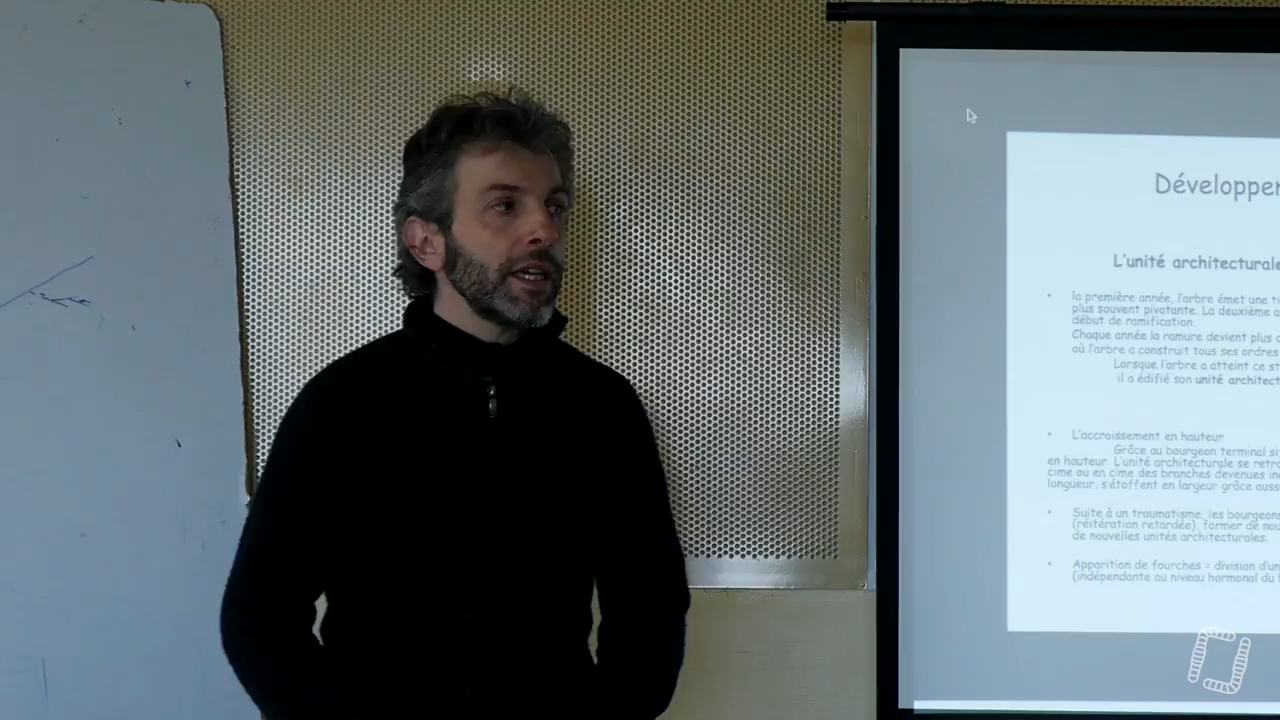 Développe
L'unité architecturale
• la première année, l'arbre émet une
plus souvent pivotante. La deuxième
début de ramification.
Chaque année la ramure devient plus
où l'arbre a construit tous ses ordres
Lorsque l'arbre a atteint ce
il a édifié son unité architect
• L'accroissement en hauteur
Grâce au bourgeon terminal
en hauteur. L'unité architecturale se
cime ou en cime des branches devenues
longueur, s'étoffent en largeur grâce
• Suite à un traumatisme, les bourgeons
(réitération retardée), former de
de nouvelles unités architecturales.
• Apparition de fourches = division d'un
(indépendante au niveau hormonal du